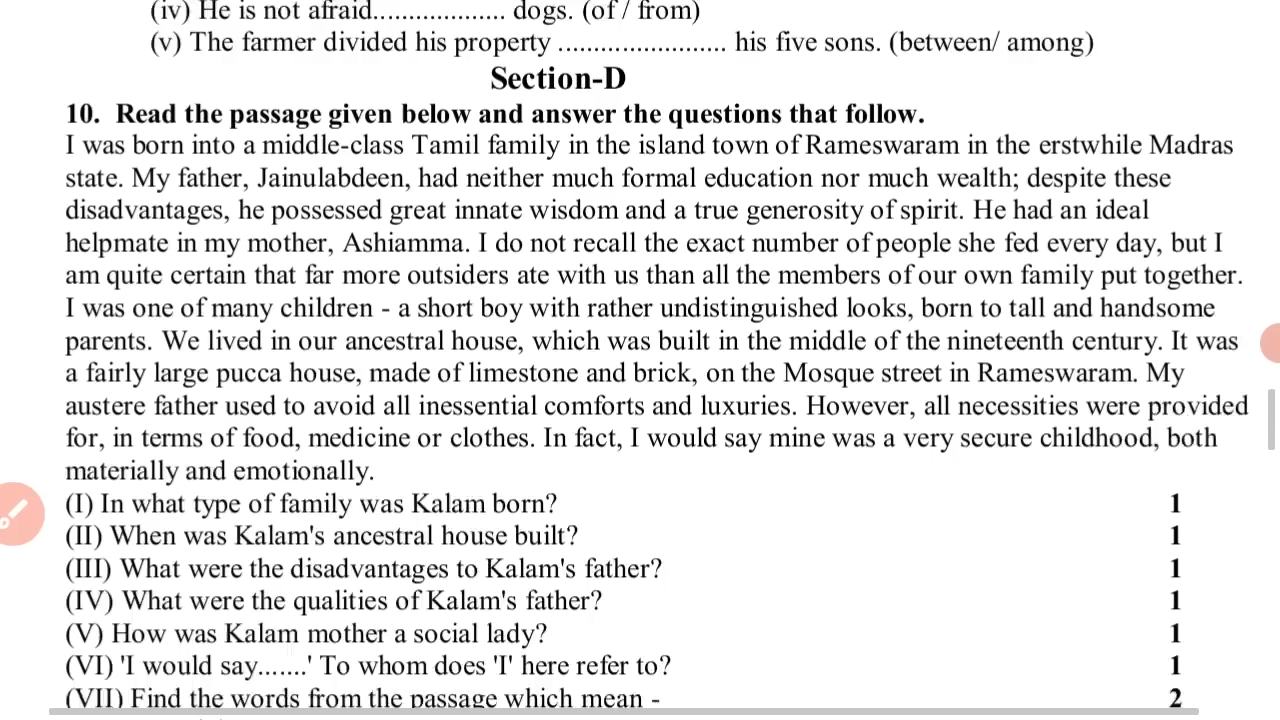 (iv) He is not afraid................... dogs. (of / from)
(v) The farmer divided his property ........................ his five sons. (between/ among)
Section-D
10. Read the passage given below and answer the questions that follow.
I was born into a middle-class Tamil family in the island town of Rameswaram in the erstwhile Madras
state. My father, Jainulabdeen, had neither much formal education nor much wealth; despite these
disadvantages, he possessed great innate wisdom and a true generosity of spirit. He had an ideal
helpmate in my mother, Ashiamma. I do not recall the exact number of people she fed every day, but I
am quite certain that far more outsiders ate with us than all the members of our own family put together.
I was one of many children - a short boy with rather undistinguished looks, born to tall and handsome
parents. We lived in our ancestral house, which was built in the middle of the nineteenth century. It was
a fairly large pucca house, made of limestone and brick, on the Mosque street in Rameswaram. My
austere father used to avoid all inessential comforts and luxuries. However, all necessities were provided
for, in terms of food, medicine or clothes. In fact, I would say mine was a very secure childhood, both
materially and emotionally.
(I) In what type of family was Kalam born? 1
(II) When was Kalam's ancestral house built? 1
(III) What were the disadvantages to Kalam's father? 1
(IV) What were the qualities of Kalam's father? 1
(V) How was Kalam mother a social lady? 1
(VI) 'I would say.......' To whom does 'I' here refer to? 1
(VII) Find the words from the passage which mean - 2